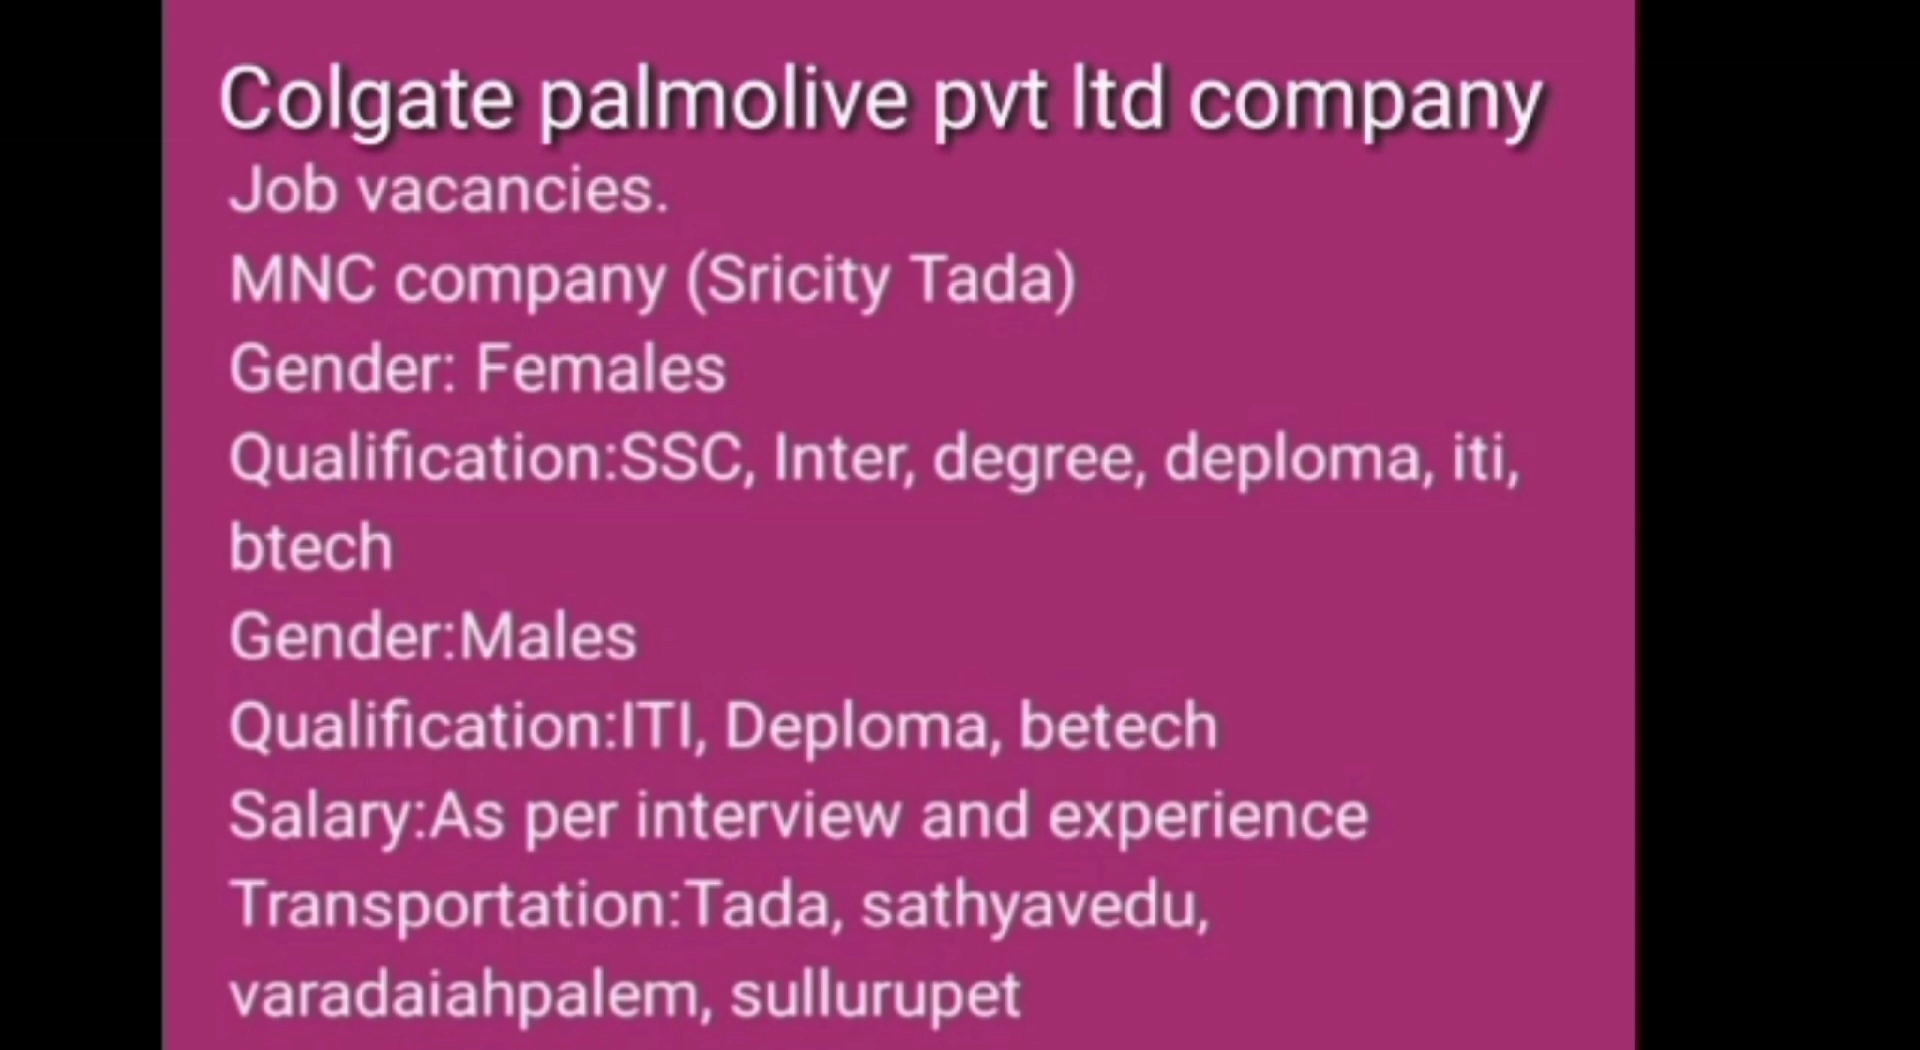 Colgate palmolive pvt ltd company
Job vacancies.
MNC company (Sricity Tada)
Gender: Females
Qualification:SSC, Inter, degree, deploma, iti,
btech
Gender:Males
Qualification:ITI, Deploma, betech
Salary:As per interview and experience
Transportation:Tada, sathyavedu,
varadaiahpalem, sullurupet